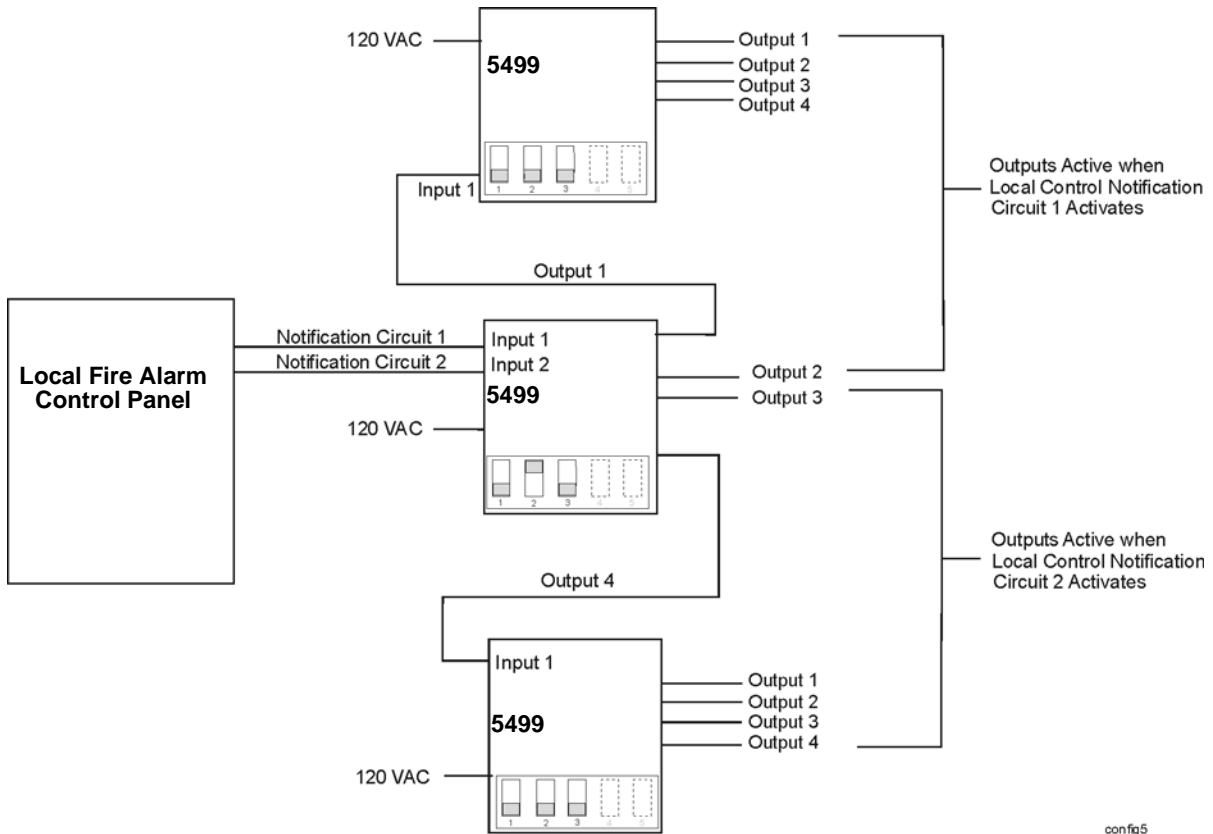 120 VAC
5499
Output 1
Output 2
Output 3
Output 4
1 2 3 4 5
Input 1
Outputs Active when
Local Control Notification
Circuit 1 Activates
Output 1
Local Fire Alarm
Control Panel
Notification Circuit 1
Notification Circuit 2
Input 1
Input 2
5499
120 VAC
Output 2
Output 3
1 2 3 4 5
Outputs Active when
Local Control Notification
Circuit 2 Activates
Output 4
Input 1
5499
Output 1
Output 2
Output 3
Output 4
120 VAC
1 2 3 4 5
config5